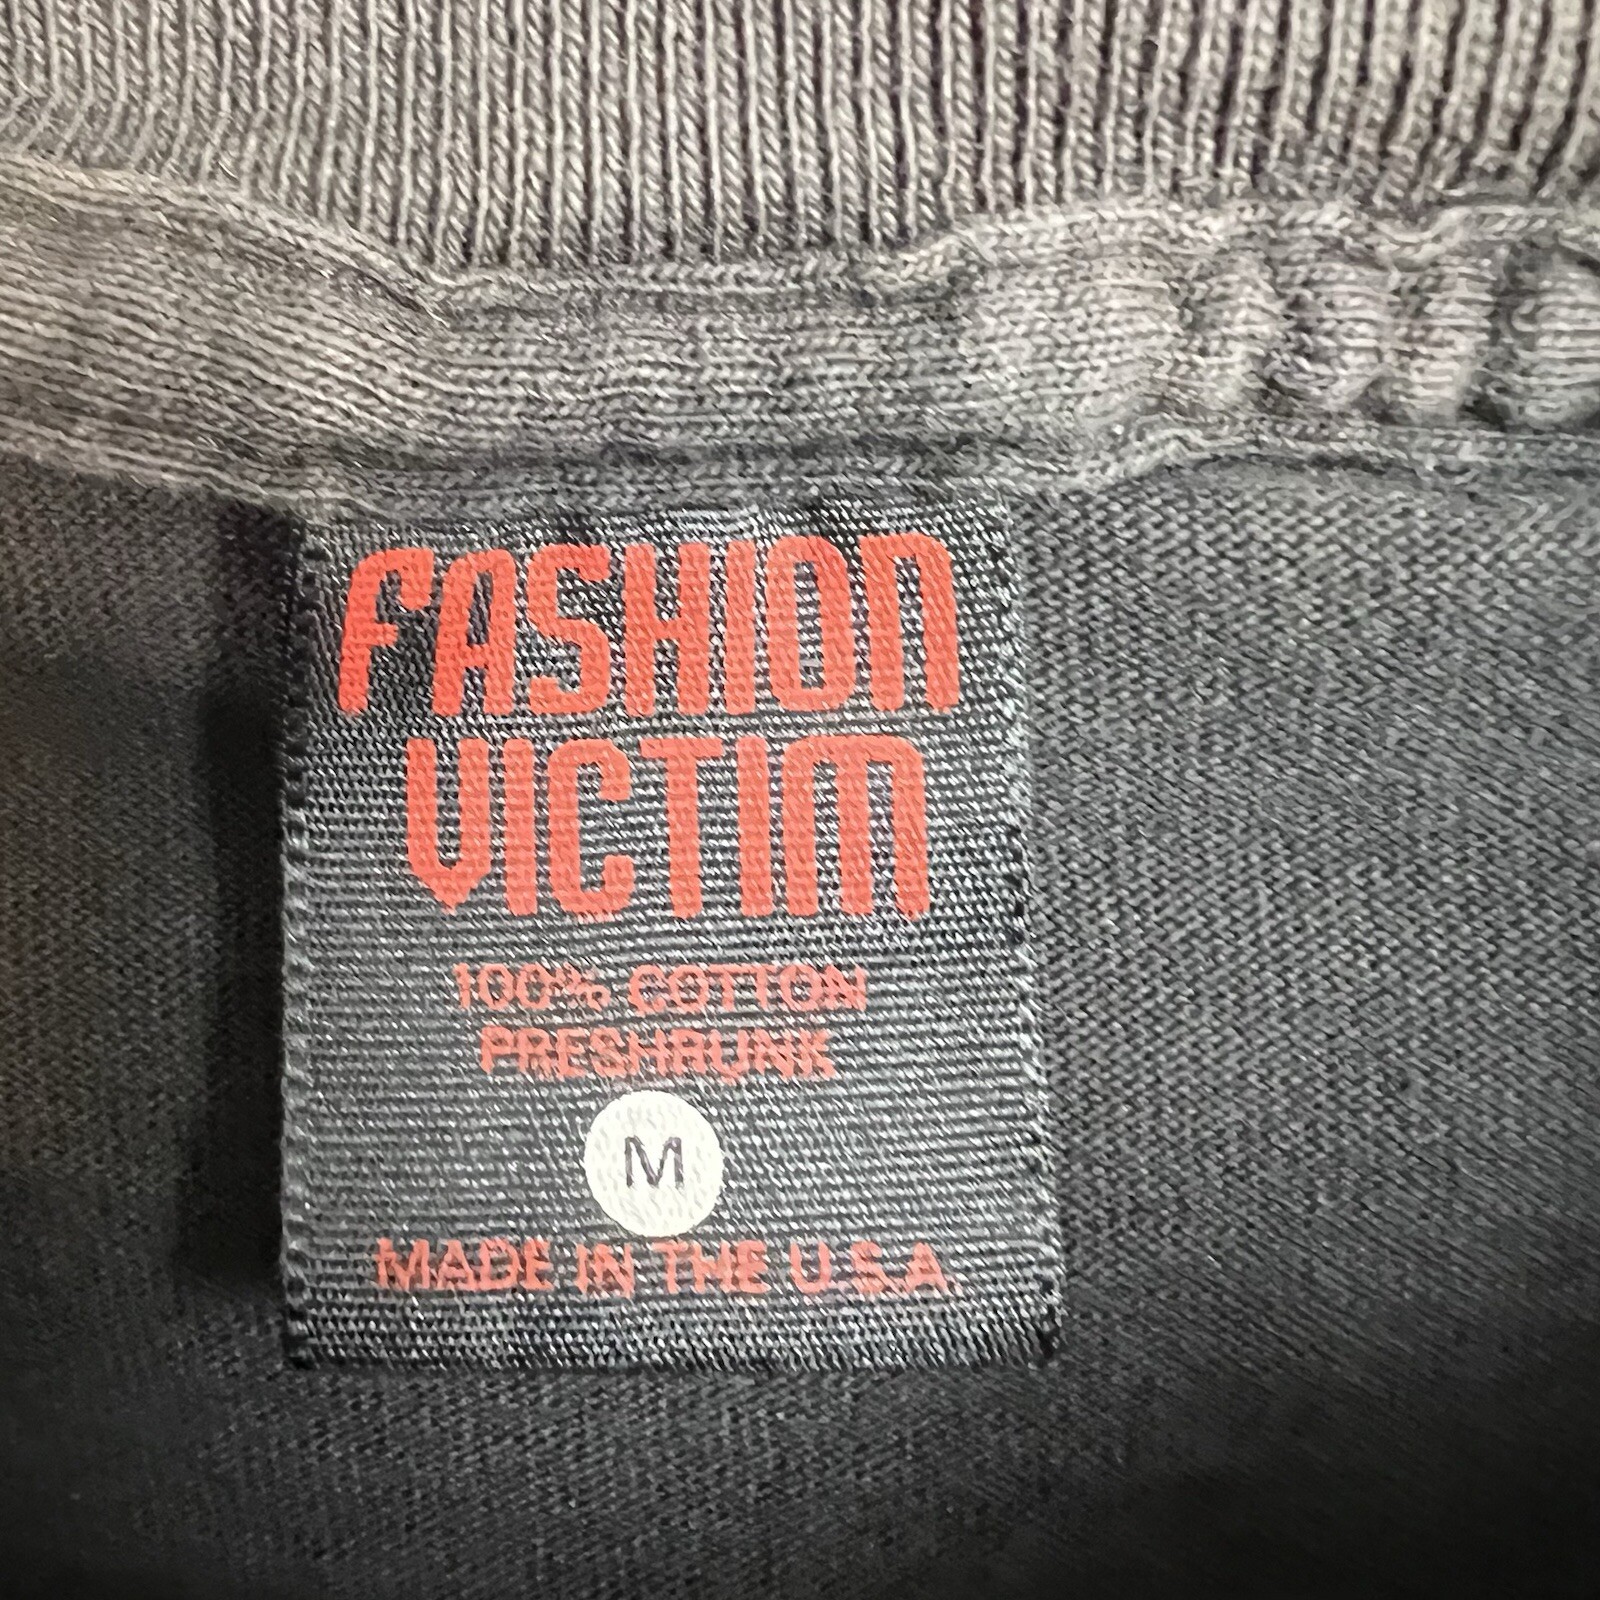 FASHION
VICTIM
100% COTTON
PRESHRUNK
M
MADE IN THE U.S.A.